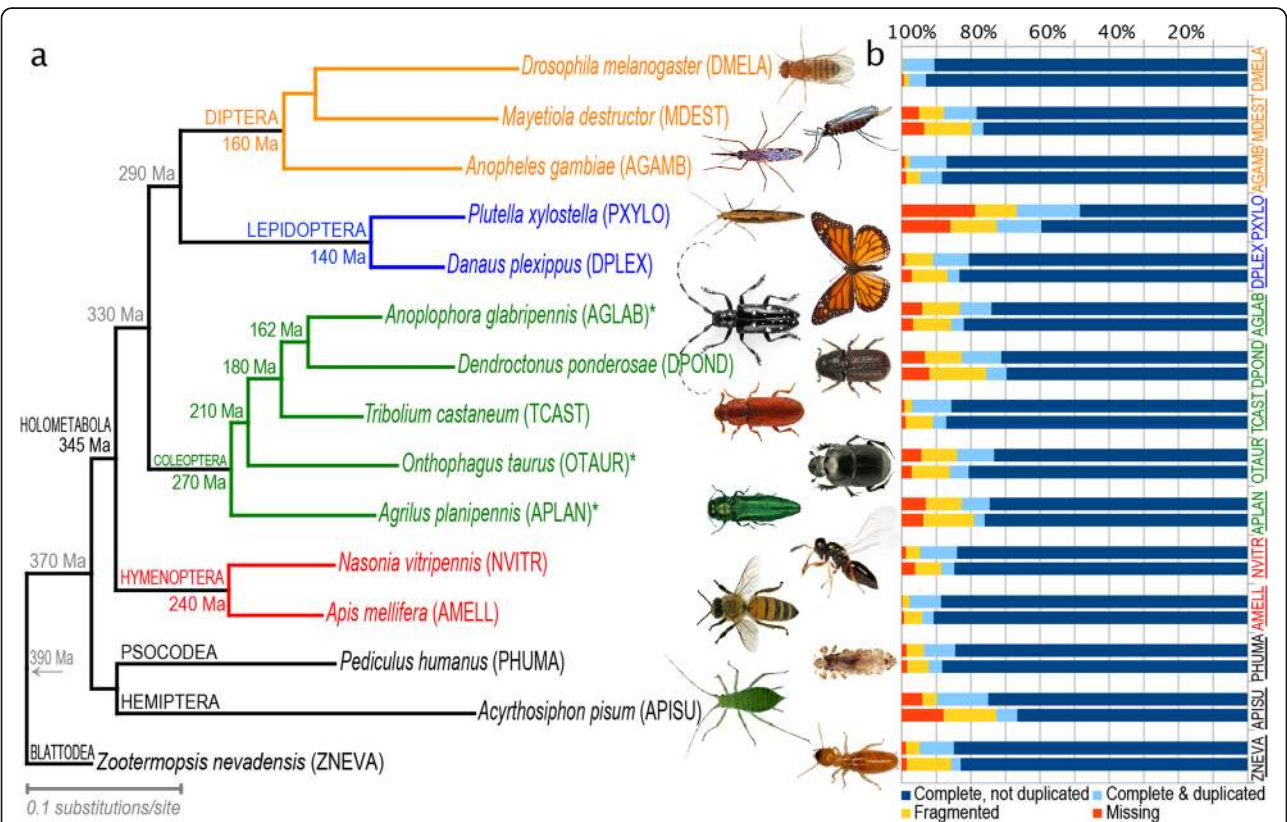 a
b
100% 80% 60% 40% 20%
Drosophila melanogaster (DMELA)
DMELA
DIPTERA
160 Ma
Mayetiola destructor (MDEST)
MDEST
Anopheles gambiae (AGAMB)
AGAMB
290 Ma
Plutella xylostella (PXYLO)
PXYLO
LEPIDOPTERA
140 Ma
Danaus plexippus (DPLEX)
DPLEX
330 Ma
Anoplophora glabripennis (AGLAB)*
AGLAB
162 Ma
Dendroctonus ponderosae (DPOND)
DPOND
180 Ma
Tribolium castaneum (TCAST)
TCAST
210 Ma
HOLOMETABOLA
345 Ma
Onthophagus taurus (OTAUR)*
OTAUR
COLEOPTERA
270 Ma
Agrilus planipennis (APLAN)*
APLAN
370 Ma
Nasonia vitripennis (NVITR)
NVITR
HYMENOPTERA
240 Ma
Apis mellifera (AMELL)
AMELL
390 Ma
PSOCODEA
Pediculus humanus (PHUMA)
PHUMA
HEMIPTERA
Acyrthosiphon pisum (APISU)
APISU
BLATTODEA
Zootermopsis nevadensis (ZNEVA)
ZNEVA
0.1 substitutions/site
Complete, not duplicated
Complete & duplicated
Fragmented
Missing